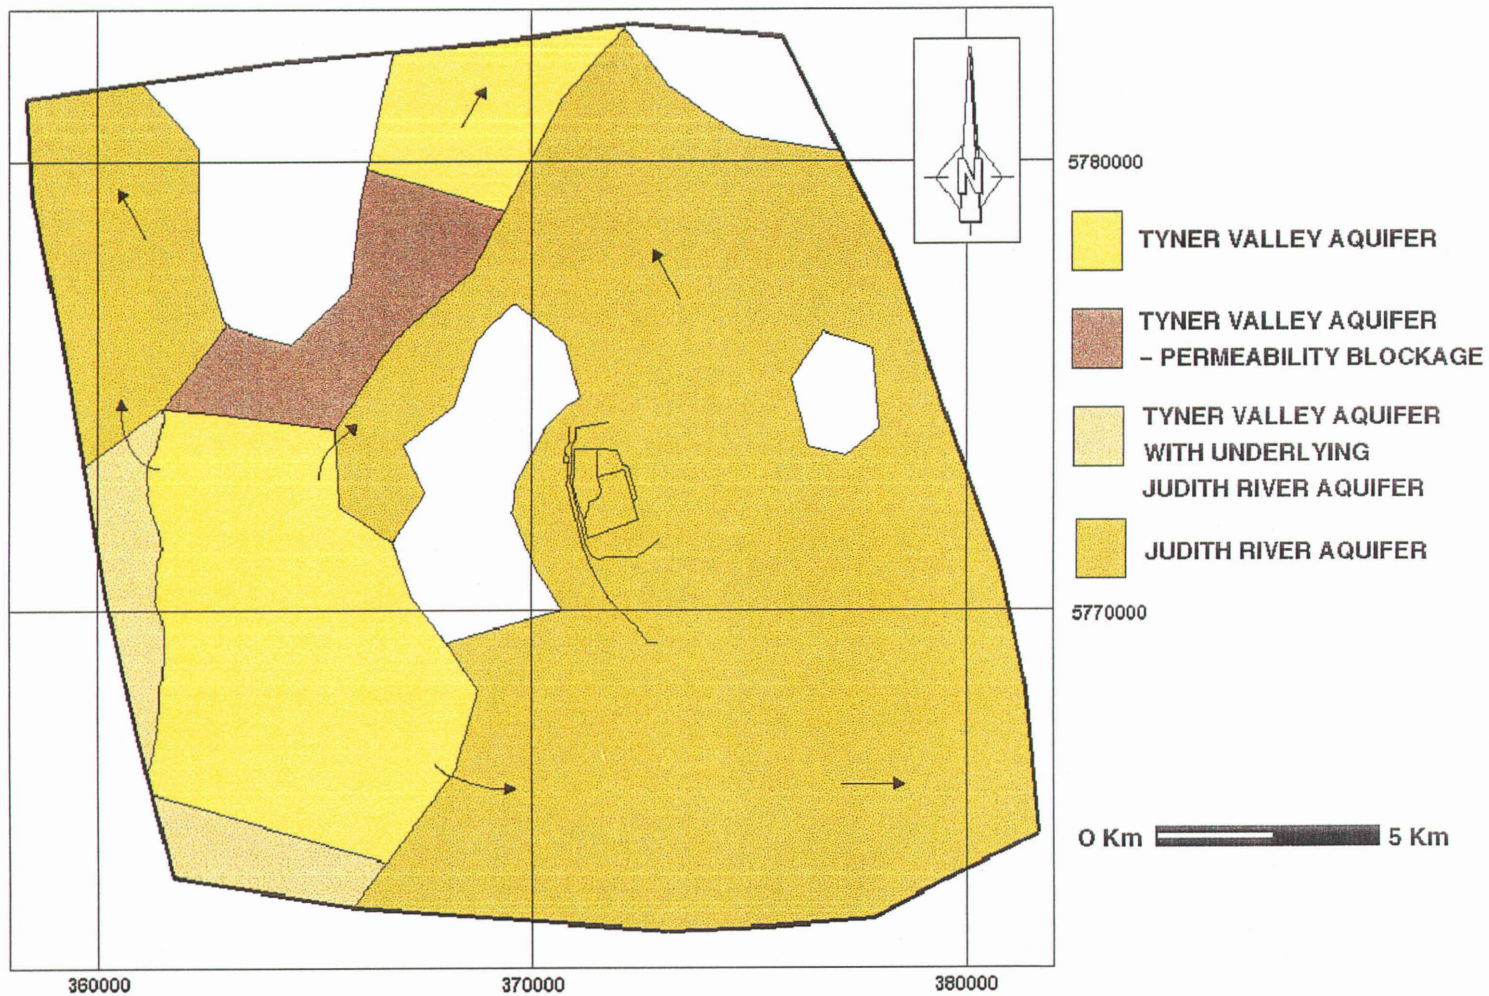 N
5780000
TYNER VALLEY AQUIFER
TYNER VALLEY AQUIFER
– PERMEABILITY BLOCKAGE
TYNER VALLEY AQUIFER
WITH UNDERLYING
JUDITH RIVER AQUIFER
JUDITH RIVER AQUIFER
5770000
O Km 5 Km
360000 370000 380000